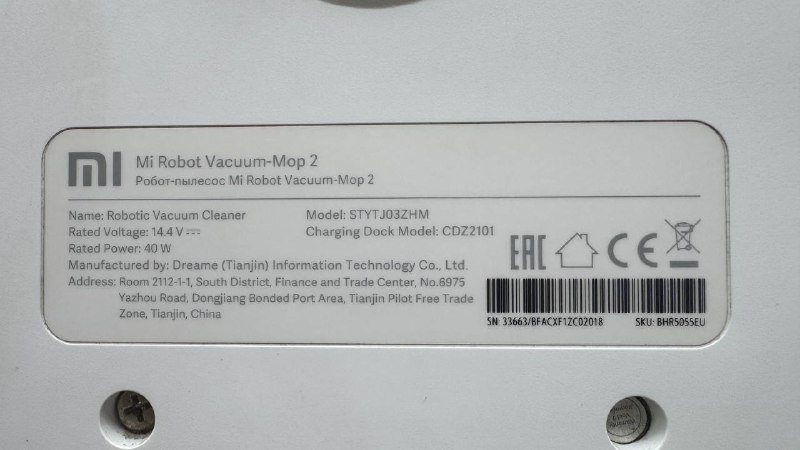 mi Mi Robot Vacuum-Mop 2
Робот-пылесос Mi Robot Vacuum-Mop 2
Name: Robotic Vacuum Cleaner
Rated Voltage: 14.4 V⎓
Rated Power: 40 W
Model: STYTJ03ZHM
Charging Dock Model: CDZ2101
Manufactured by: Dreame (Tianjin) Information Technology Co., Ltd.
Address: Room 2112-1-1, South District, Finance and Trade Center, No.6975
Yazhou Road, Dongjiang Bonded Port Area, Tianjin Pilot Free Trade
Zone, Tianjin, China
EAC CE
SN: 33663/BFACXF1ZC02018 SKU: BHR5055EU
Warranty
Void If